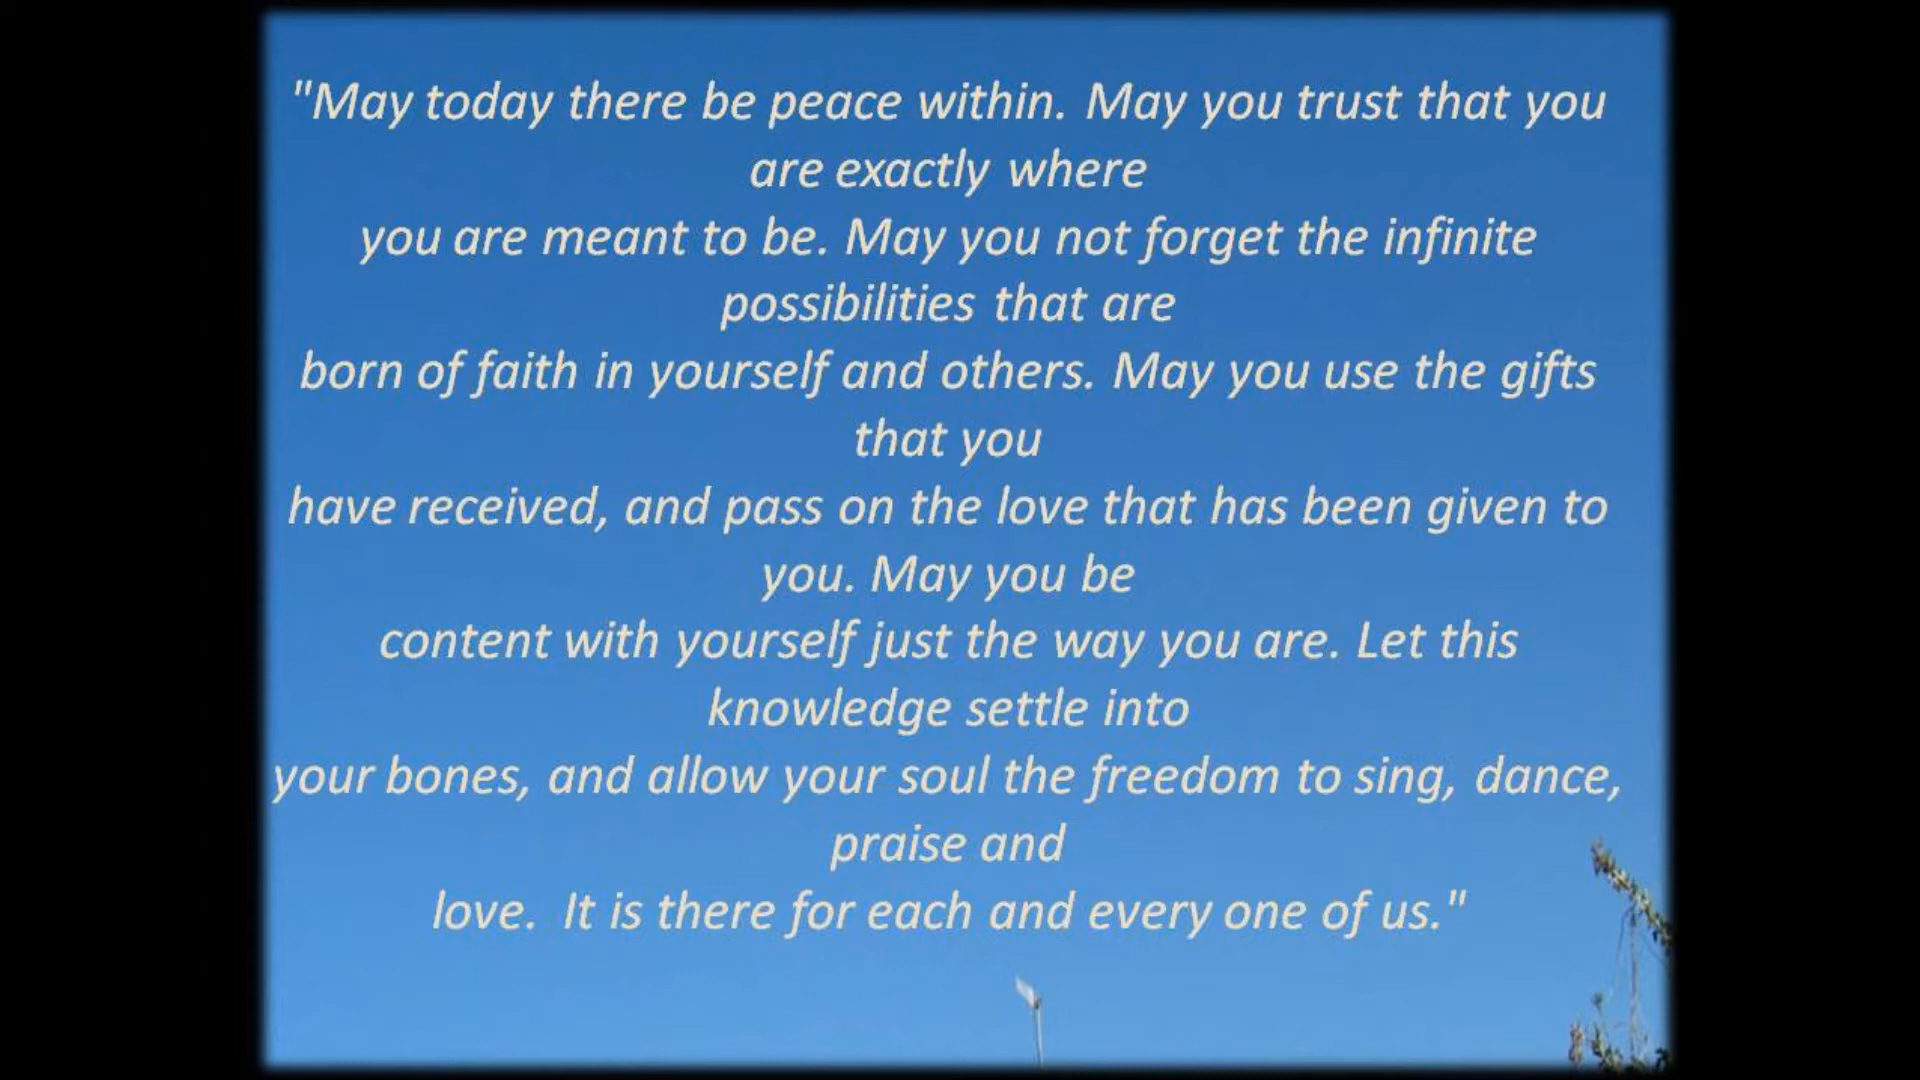 "May today there be peace within. May you trust that you
are exactly where
you are meant to be. May you not forget the infinite
possibilities that are
born of faith in yourself and others. May you use the gifts
that you
have received, and pass on the love that has been given to
you. May you be
content with yourself just the way you are. Let this
knowledge settle into
your bones, and allow your soul the freedom to sing, dance,
praise and
love.  It is there for each and every one of us."